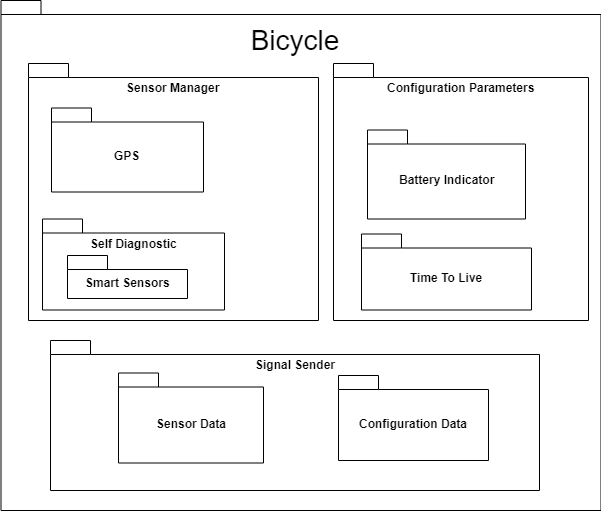 Bicycle
Sensor Manager
GPS
Self Diagnostic
Smart Sensors
Configuration Parameters
Battery Indicator
Time To Live
Signal Sender
Sensor Data
Configuration Data